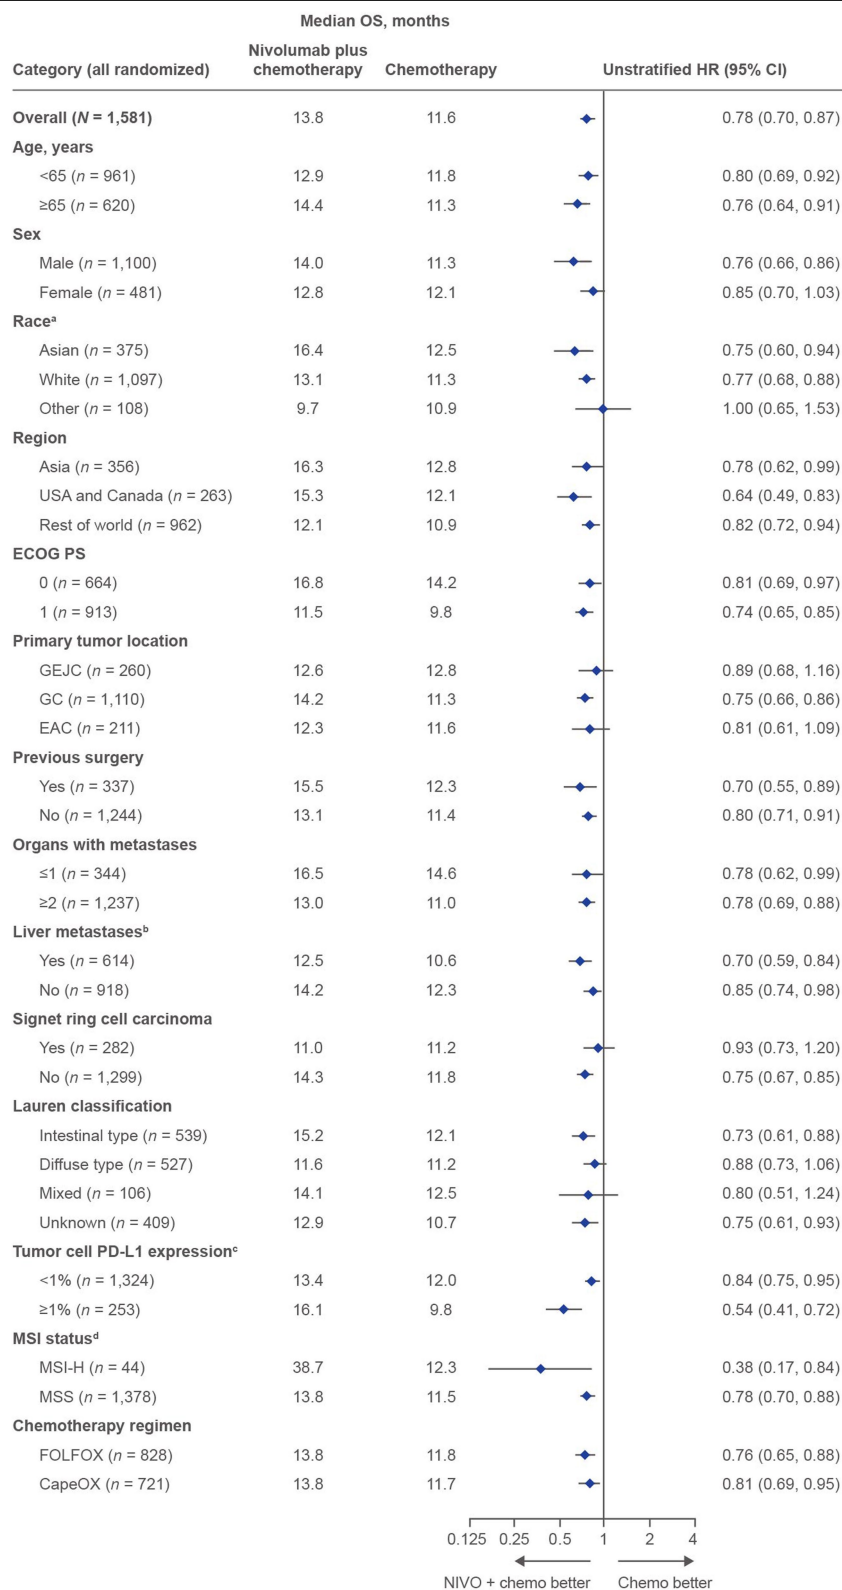 Median OS, months
Category (all randomized) Nivolumab plus chemotherapy Chemotherapy Unstratified HR (95% CI)
Overall (N = 1,581) 13.8 11.6 0.78 (0.70, 0.87)
Age, years
<65 (n = 961) 12.9 11.8 0.80 (0.69, 0.92)
≥65 (n = 620) 14.4 11.3 0.76 (0.64, 0.91)
Sex
Male (n = 1,100) 14.0 11.3 0.76 (0.66, 0.86)
Female (n = 481) 12.8 12.1 0.85 (0.70, 1.03)
Raceᵃ
Asian (n = 375) 16.4 12.5 0.75 (0.60, 0.94)
White (n = 1,097) 13.1 11.3 0.77 (0.68, 0.88)
Other (n = 108) 9.7 10.9 1.00 (0.65, 1.53)
Region
Asia (n = 356) 16.3 12.8 0.78 (0.62, 0.99)
USA and Canada (n = 263) 15.3 12.1 0.64 (0.49, 0.83)
Rest of world (n = 962) 12.1 10.9 0.82 (0.72, 0.94)
ECOG PS
0 (n = 664) 16.8 14.2 0.81 (0.69, 0.97)
1 (n = 913) 11.5 9.8 0.74 (0.65, 0.85)
Primary tumor location
GEJC (n = 260) 12.6 12.8 0.89 (0.68, 1.16)
GC (n = 1,110) 14.2 11.3 0.75 (0.66, 0.86)
EAC (n = 211) 12.3 11.6 0.81 (0.61, 1.09)
Previous surgery
Yes (n = 337) 15.5 12.3 0.70 (0.55, 0.89)
No (n = 1,244) 13.1 11.4 0.80 (0.71, 0.91)
Organs with metastases
≤1 (n = 344) 16.5 14.6 0.78 (0.62, 0.99)
≥2 (n = 1,237) 13.0 11.0 0.78 (0.69, 0.88)
Liver metastasesᵇ
Yes (n = 614) 12.5 10.6 0.70 (0.59, 0.84)
No (n = 918) 14.2 12.3 0.85 (0.74, 0.98)
Signet ring cell carcinoma
Yes (n = 282) 11.0 11.2 0.93 (0.73, 1.20)
No (n = 1,299) 14.3 11.8 0.75 (0.67, 0.85)
Lauren classification
Intestinal type (n = 539) 15.2 12.1 0.73 (0.61, 0.88)
Diffuse type (n = 527) 11.6 11.2 0.88 (0.73, 1.06)
Mixed (n = 106) 14.1 12.5 0.80 (0.51, 1.24)
Unknown (n = 409) 12.9 10.7 0.75 (0.61, 0.93)
Tumor cell PD-L1 expressionᶜ
<1% (n = 1,324) 13.4 12.0 0.84 (0.75, 0.95)
≥1% (n = 253) 16.1 9.8 0.54 (0.41, 0.72)
MSI statusᵈ
MSI-H (n = 44) 38.7 12.3 0.38 (0.17, 0.84)
MSS (n = 1,378) 13.8 11.5 0.78 (0.70, 0.88)
Chemotherapy regimen
FOLFOX (n = 828) 13.8 11.8 0.76 (0.65, 0.88)
CapeOX (n = 721) 13.8 11.7 0.81 (0.69, 0.95)
0.125 0.25 0.5 1 2 4
NIVO + chemo better Chemo better